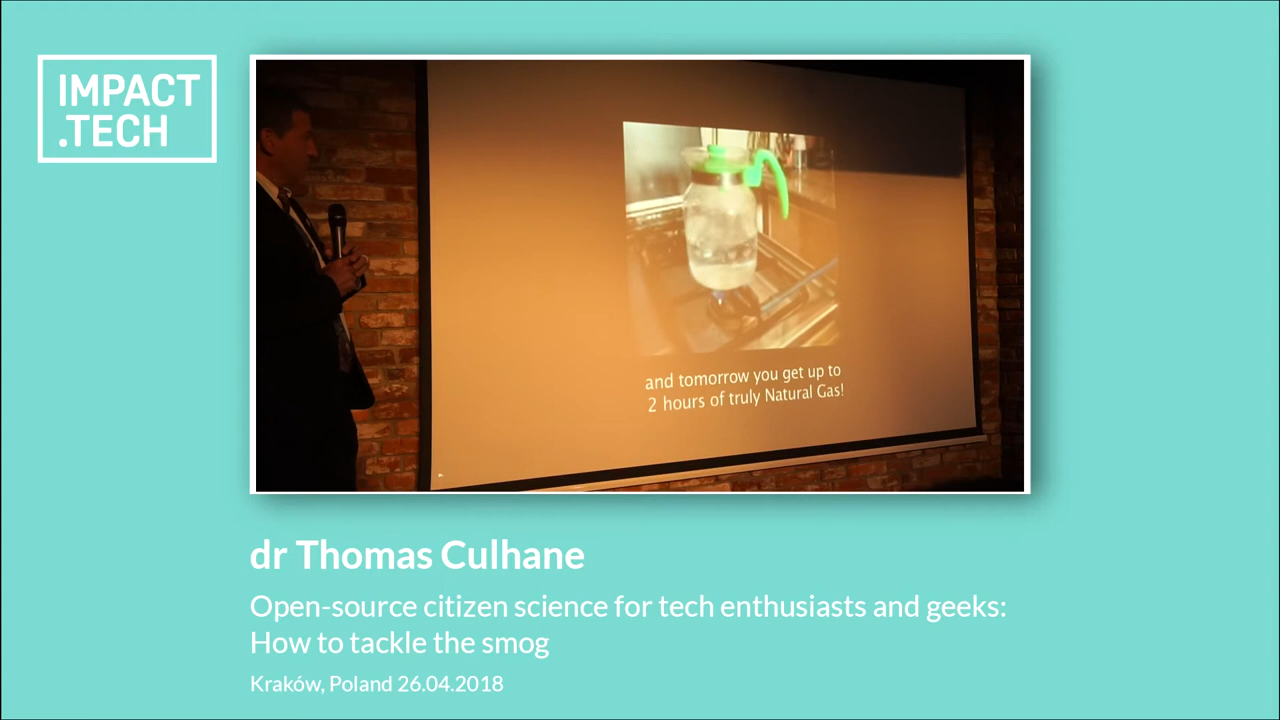 IMPACT
.TECH
and tomorrow you get up to
2 hours of truly Natural Gas!
dr Thomas Culhane
Open-source citizen science for tech enthusiasts and geeks:
How to tackle the smog
Kraków, Poland 26.04.2018